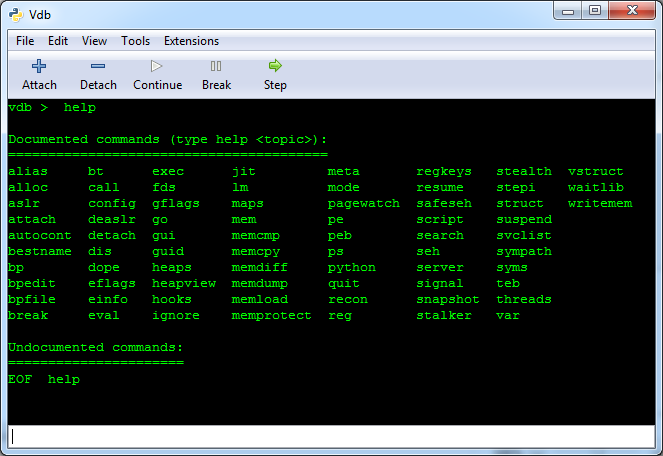 Vdb
File Edit View Tools Extensions
Attach Detach Continue Break Step
vdb > help
Documented commands (type help <topic>):
========================================
alias bt exec jit meta regkeys stealth vstruct
alloc call fds lm mode resume stepi waitlib
aslr config gflags maps pagewatch safeseh struct writemem
attach deaslr go mem pe script suspend
autocont detach gui memcmp peb search svclist
bestname dis guid memcpy ps seh sympath
bp dope heaps memdiff python server syms
bpedit eflags heapview memdump quit signal teb
bpfile einfo hooks memload recon snapshot threads
break eval ignore memprotect reg stalker var
Undocumented commands:
======================
EOF help